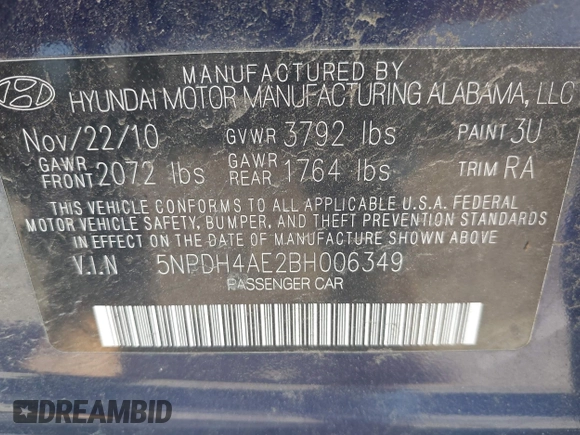 MANUFACTURED BY
HYUNDAI MOTOR MANUFACTURING ALABAMA, LLC
Nov/22/10 GVWR 3792 lbs PAINT 3U
GAWR FRONT 2072 lbs GAWR REAR 1764 lbs TRIM RA
THIS VEHICLE CONFORMS TO ALL APPLICABLE U.S.A. FEDERAL
MOTOR VEHICLE SAFETY, BUMPER, AND THEFT PREVENTION STANDARDS
IN EFFECT ON THE DATE OF MANUFACTURE SHOWN ABOVE
V.I.N 5NPDH4AE2BH006349
PASSENGER CAR
DREAMBID